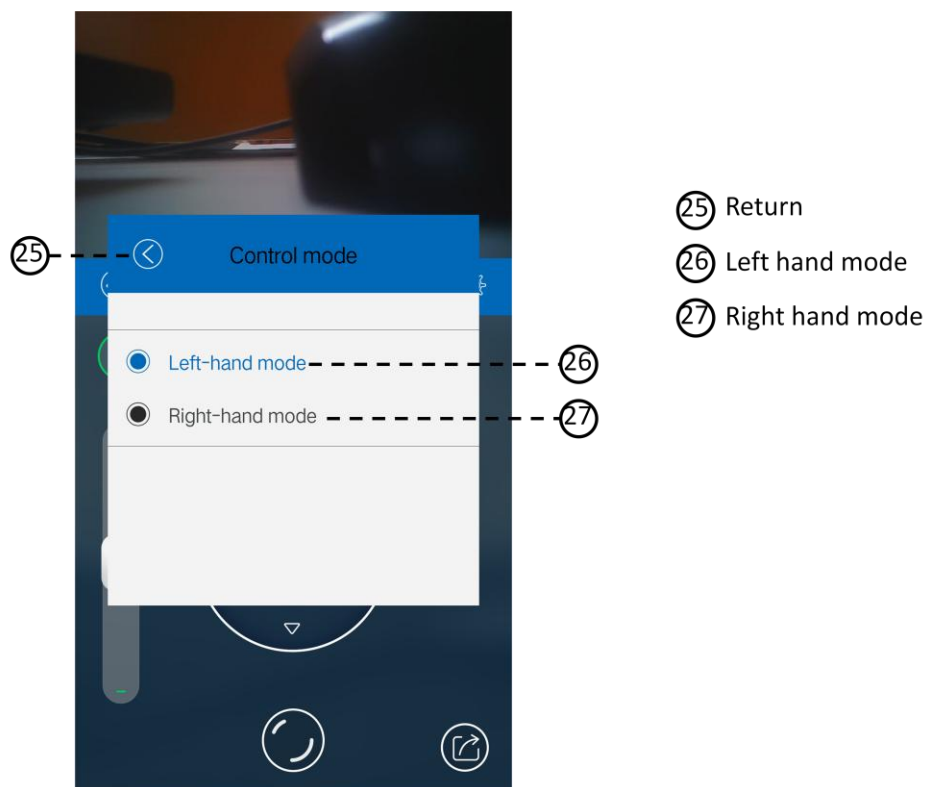 25
Control mode
Left-hand mode
26
Right-hand mode
27
25 Return
26 Left hand mode
27 Right hand mode